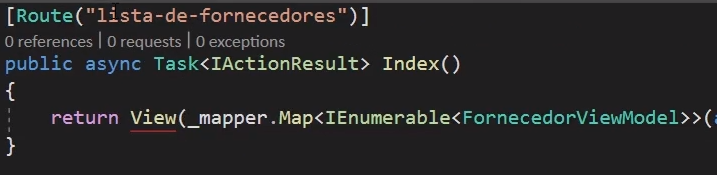 [Route("lista-de-fornecedores")]
0 references | 0 requests | 0 exceptions
public async Task<IActionResult> Index()
{
return View(_mapper.Map<IEnumerable<FornecedorViewModel>>(
}